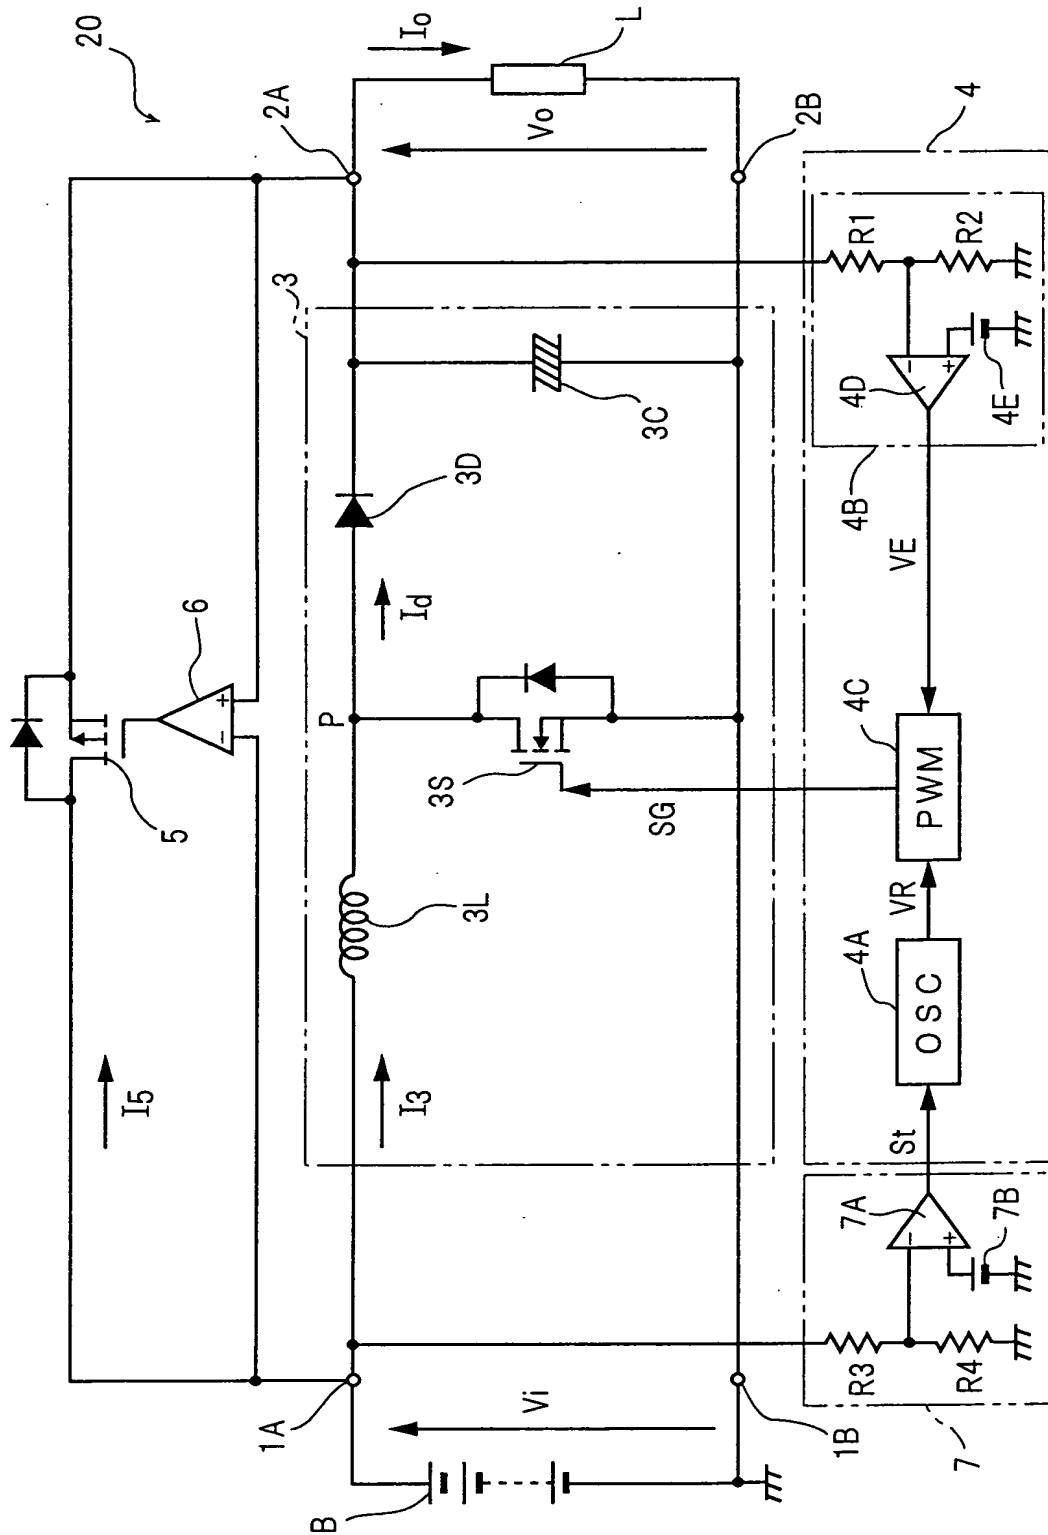 20
I5
5
6
2A
Io
L
Vo
2B
3
3D
3C
Id
P
3S
SG
3L
I3
1A
Vi
B
1B
4
4B
R1
R2
4D
−
+
4E
VE
4C
PWM
VR
4A
OSC
St
7A
−
+
7B
R3
R4
7
−
+